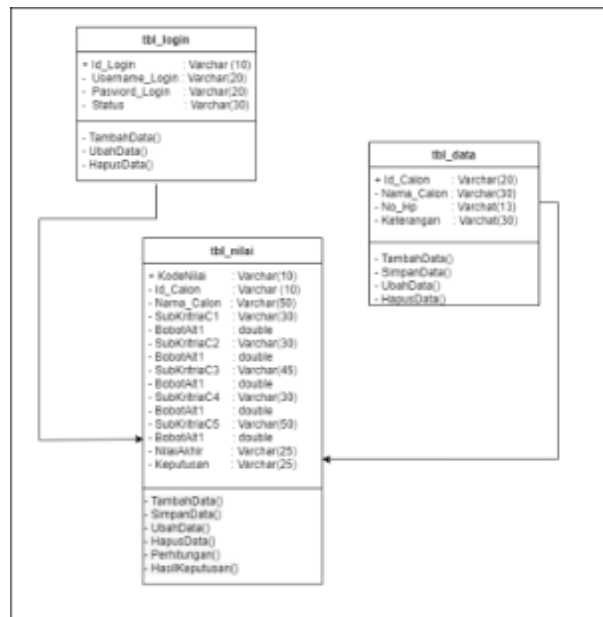 tbl_login
+ Id_Login : Varchar (10)
- Username_Login : Varchar(20)
- Pasword_Login : Varchar(20)
- Status : Varchar(30)
- TambahData()
- UbahData()
- HapusData()
tbl_data
+ Id_Calon : Varchar(20)
- Nama_Calon : Varchar(30)
- No_Hp : Varchat(13)
- Keterangan : Varchat(30)
- TambahData()
- SimpanData()
- UbahData()
- HapusData()
tbl_nilai
+ KodeNilai : Varchar(10)
- Id_Calon : Varchar (10)
- Nama_Calon : Varchar(50)
- SubKritriaC1 : Varchar(30)
- BobotAlt1 : double
- SubKritriaC2 : Varchar(30)
- BobotAlt1 : double
- SubKritriaC3 : Varchar(45)
- BobotAlt1 : double
- SubKritriaC4 : Varchar(30)
- BobotAlt1 : double
- SubKritriaC5 : Varchar(50)
- BobotAlt1 : double
- NilaiAkhir : Varchar(25)
- Keputusan : Varchar(25)
- TambahData()
- SimpanData()
- UbahData()
- HapusData()
- Perhitungan()
- HasilKeputusan()